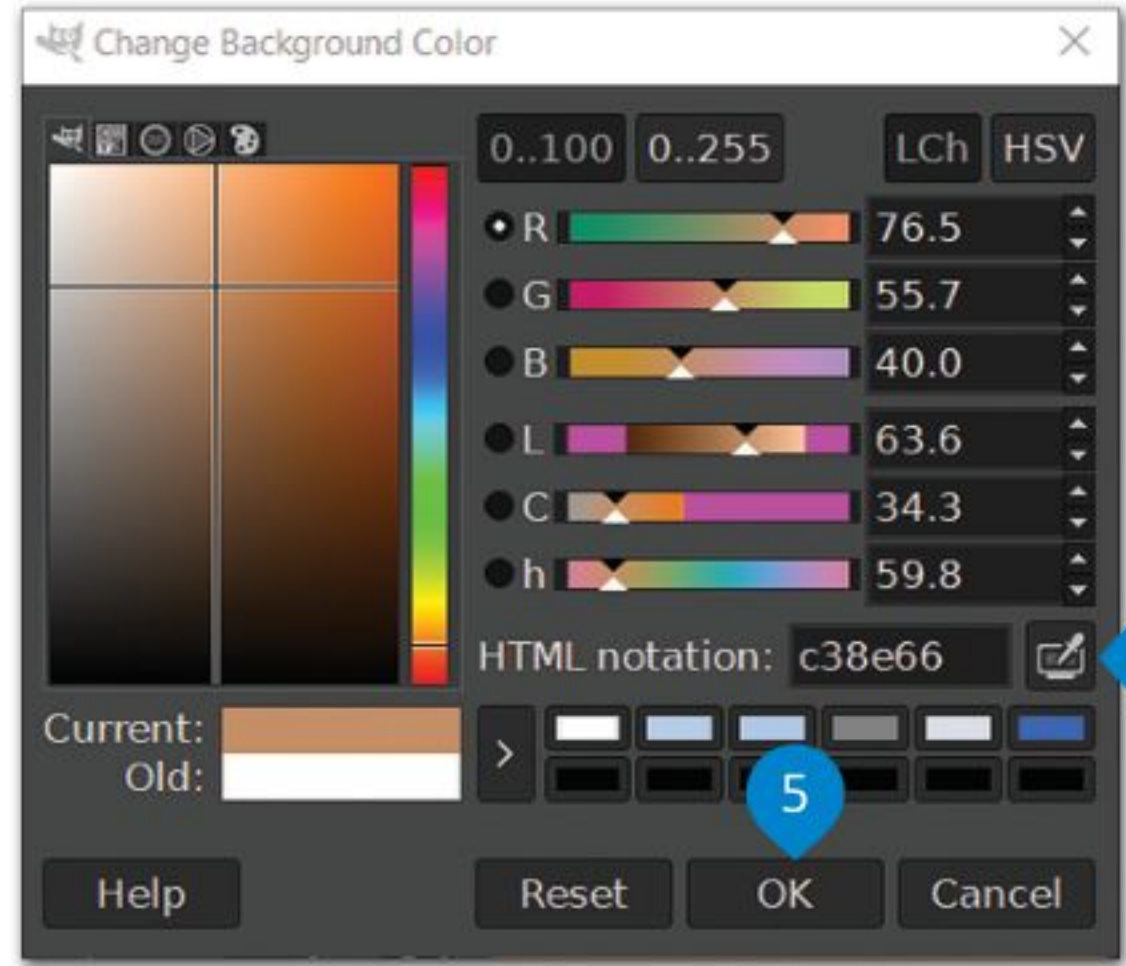 Change Background Color
0..100 0..255 LCh HSV
R 76.5
G 55.7
B 40.0
L 63.6
C 34.3
h 59.8
HTML notation: c38e66
Current:
Old:
>
5
Help Reset OK Cancel